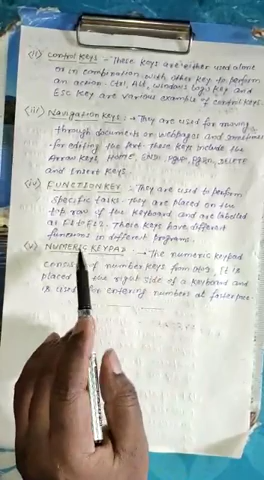 (ii) Control Keys - These keys are either used alone
or in combination with other key to perform
an action. Ctrl, Alt, Windows logo key and
ESC key are various example of control keys.
(iii) Navigation Keys - They are used for moving
through documents or webpages and sometimes
for editing the text. These keys include the
Arrow keys, HOME, END, PgUp, PgDn, DELETE
and Insert keys.
(iv) FUNCTION KEY - They are used to perform
specific tasks. They are placed on the
top row of the keyboard and are labelled
as F1 to F12. These keys have different
functions in different programs.
(v) NUMERIC KEYPAD - The numeric keypad
consists of number keys from 0 to 9. It is
placed the right side of a keyboard and
is used for entering numbers at faster pace.